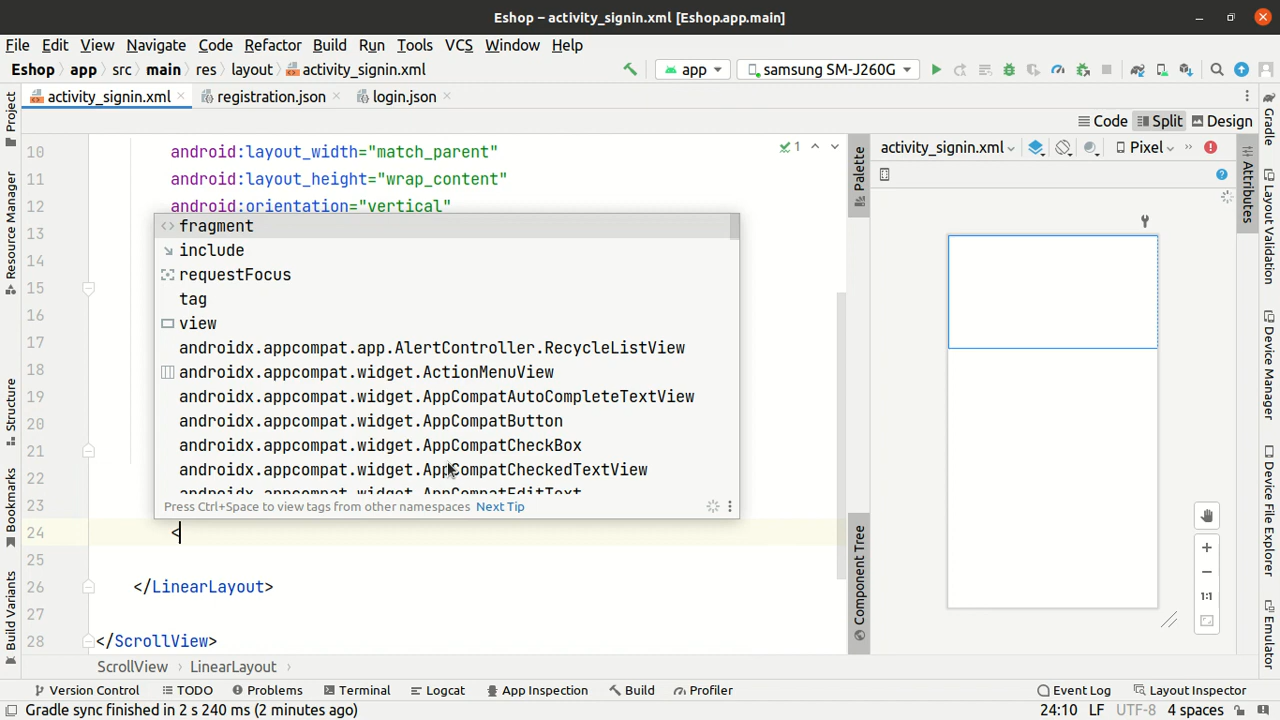 Eshop – activity_signin.xml [Eshop.app.main]
File Edit View Navigate Code Refactor Build Run Tools VCS Window Help
Eshop app src main res layout activity_signin.xml app samsung SM-J260G
activity_signin.xml registration.json login.json
Code Split Design
Project
Resource Manager
Structure
Bookmarks
Build Variants
10 android:layout_width="match_parent"
11 android:layout_height="wrap_content"
12 android:orientation="vertical"
13
14
15
16
17
18
19
20
21
22
23
24 <
25
26 </LinearLayout>
27
28 </ScrollView>
1
fragment
include
requestFocus
tag
view
androidx.appcompat.app.AlertController.RecycleListView
androidx.appcompat.widget.ActionMenuView
androidx.appcompat.widget.AppCompatAutoCompleteTextView
androidx.appcompat.widget.AppCompatButton
androidx.appcompat.widget.AppCompatCheckBox
androidx.appcompat.widget.AppCompatCheckedTextView
androidx.appcompat.widget.AppCompatEditText
Press Ctrl+Space to view tags from other namespaces Next Tip
Palette
Component Tree
activity_signin.xml Pixel
1:1
Attributes
Gradle
Layout Validation
Device Manager
Device File Explorer
Emulator
ScrollView LinearLayout
Version Control TODO Problems Terminal Logcat App Inspection Build Profiler Event Log Layout Inspector
Gradle sync finished in 2 s 240 ms (2 minutes ago) 24:10 LF UTF-8 4 spaces